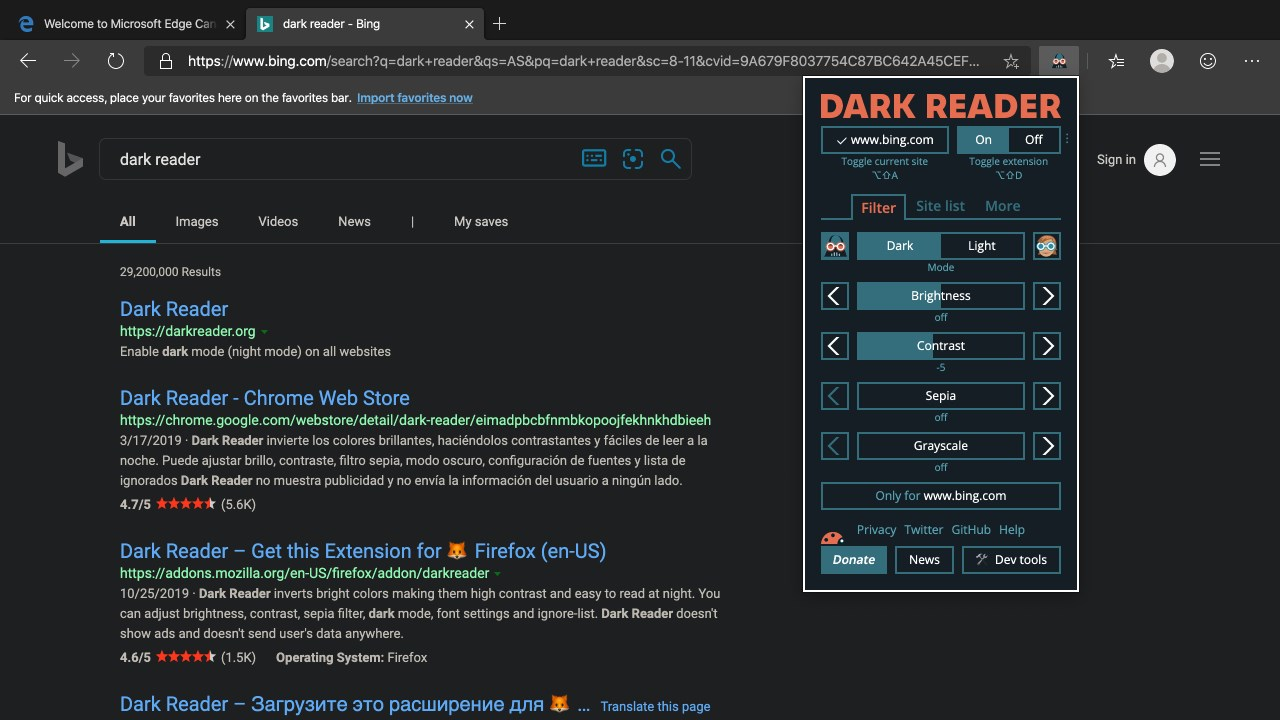 Welcome to Microsoft Edge Can
dark reader - Bing
https://www.bing.com/search?q=dark+reader&qs=AS&pq=dark+reader&sc=8-11&cvid=9A679F8037754C87BC642A45CEF...
For quick access, place your favorites here on the favorites bar. Import favorites now
dark reader
Sign in
All Images Videos News | My saves
29,200,000 Results
Dark Reader
https://darkreader.org
Enable dark mode (night mode) on all websites
Dark Reader - Chrome Web Store
https://chrome.google.com/webstore/detail/dark-reader/eimadpbcbfnmbkopoojfekhnkhdbieeh
3/17/2019 · Dark Reader invierte los colores brillantes, haciéndolos contrastantes y fáciles de leer a la
noche. Puede ajustar brillo, contraste, filtro sepia, modo oscuro, configuración de fuentes y lista de
ignorados Dark Reader no muestra publicidad y no envía la información del usuario a ningún lado.
4.7/5 (5.6K)
Dark Reader – Get this Extension for 🦊 Firefox (en-US)
https://addons.mozilla.org/en-US/firefox/addon/darkreader
10/25/2019 · Dark Reader inverts bright colors making them high contrast and easy to read at night. You
can adjust brightness, contrast, sepia filter, dark mode, font settings and ignore-list. Dark Reader doesn't
show ads and doesn't send user's data anywhere.
4.6/5 (1.5K) Operating System: Firefox
Dark Reader – Загрузите это расширение для 🦊 ... Translate this page
DARK READER
www.bing.com On Off
Toggle current site Toggle extension
⌥⇧A ⌥⇧D
Filter Site list More
Dark Light
Mode
Brightness
off
Contrast
-5
Sepia
off
Grayscale
off
Only for www.bing.com
Privacy Twitter GitHub Help
Donate News 🛠 Dev tools